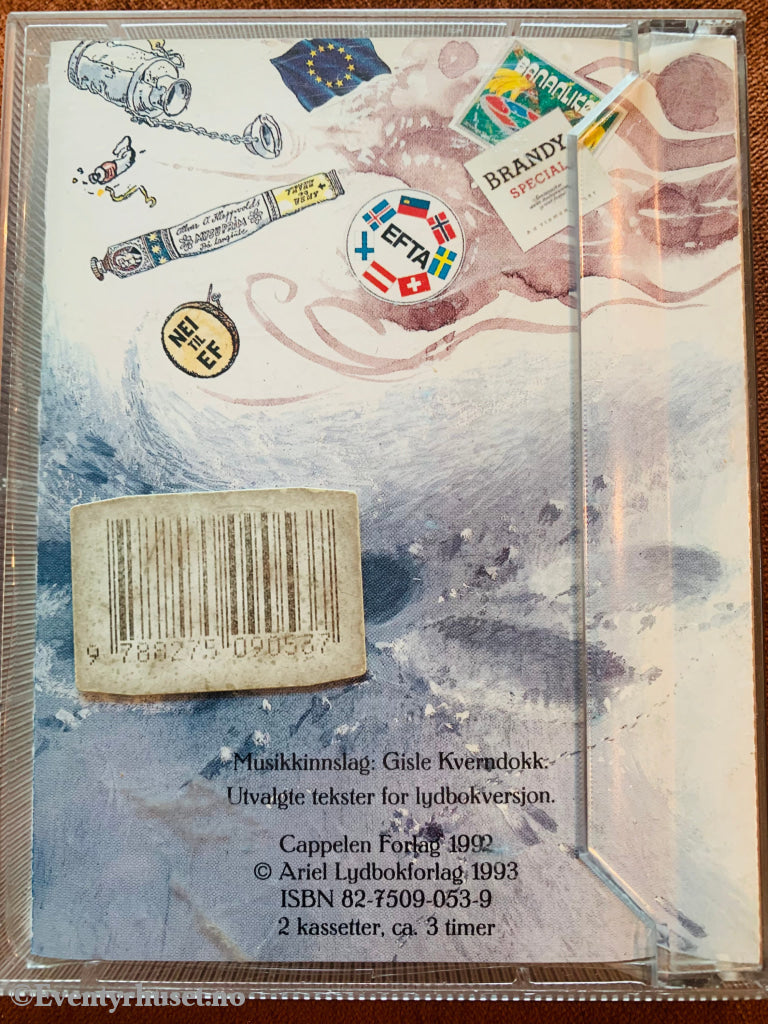 BANANLIKØR
BRANDY
SPECIAL
EFTA
NEI
TIL
EF
9 788275 090537
Musikkinnslag: Gisle Kverndokk.
Utvalgte tekster for lydbokversjon.
Cappelen Forlag 1992
© Ariel Lydbokforlag 1993
ISBN 82-7509-053-9
2 kassetter, ca. 3 timer
©Eventyrhuset.no